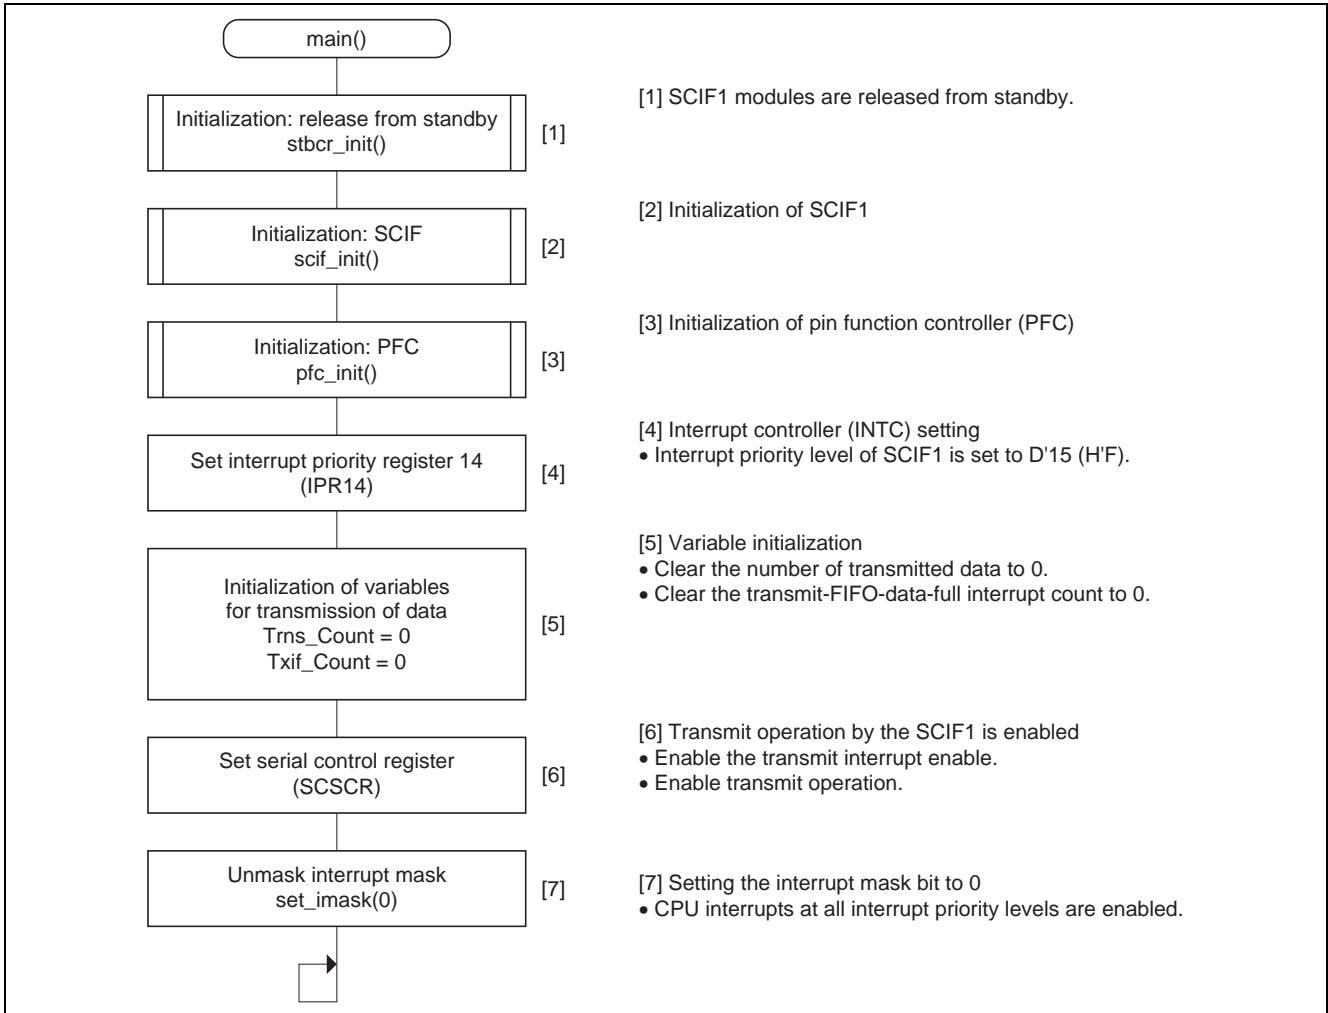 main()
Initialization: release from standby
stbcr_init()
[1]
[1] SCIF1 modules are released from standby.
Initialization: SCIF
scif_init()
[2]
[2] Initialization of SCIF1
Initialization: PFC
pfc_init()
[3]
[3] Initialization of pin function controller (PFC)
Set interrupt priority register 14
(IPR14)
[4]
[4] Interrupt controller (INTC) setting
• Interrupt priority level of SCIF1 is set to D'15 (H'F).
Initialization of variables
for transmission of data
Trns_Count = 0
Txif_Count = 0
[5]
[5] Variable initialization
• Clear the number of transmitted data to 0.
• Clear the transmit-FIFO-data-full interrupt count to 0.
Set serial control register
(SCSCR)
[6]
[6] Transmit operation by the SCIF1 is enabled
• Enable the transmit interrupt enable.
• Enable transmit operation.
Unmask interrupt mask
set_imask(0)
[7]
[7] Setting the interrupt mask bit to 0
• CPU interrupts at all interrupt priority levels are enabled.